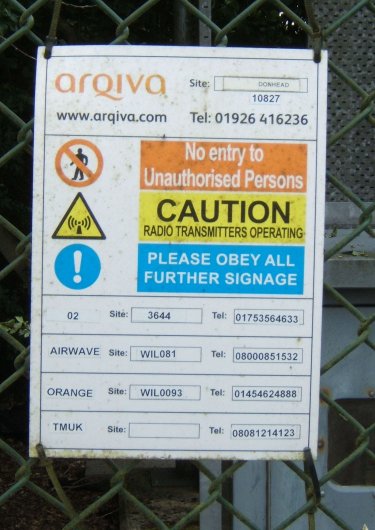 arqiva
Site: DONHEAD
10827
www.arqiva.com Tel: 01926 416236
No entry to
Unauthorised Persons
CAUTION
RADIO TRANSMITTERS OPERATING
PLEASE OBEY ALL
FURTHER SIGNAGE
02 Site: 3644 Tel: 01753564633
AIRWAVE Site: WIL081 Tel: 08000851532
ORANGE Site: WIL0093 Tel: 01454624888
TMUK Site: Tel: 08081214123